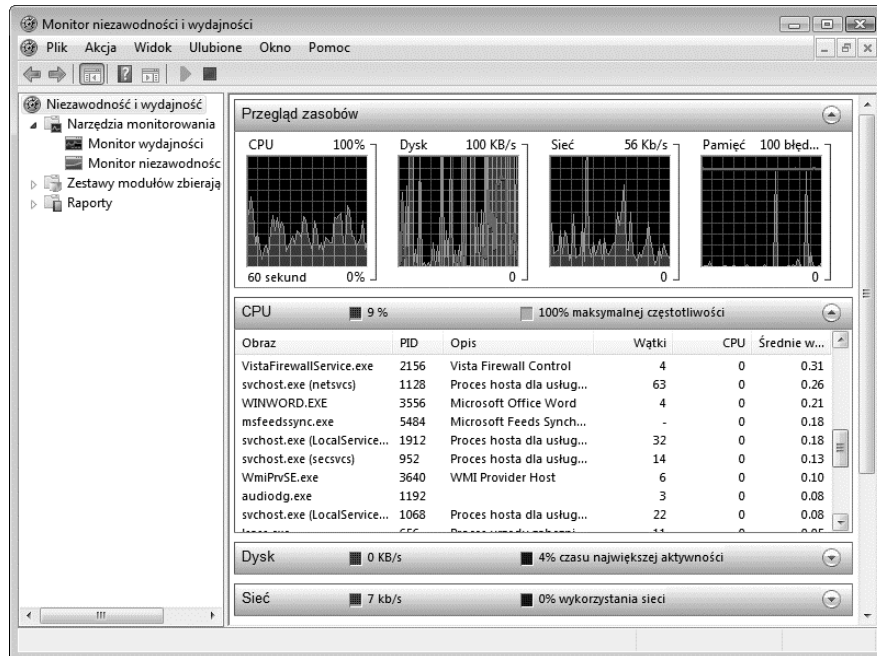 Monitor niezawodności i wydajności
Plik Akcja Widok Ulubione Okno Pomoc
Niezawodność i wydajność
Narzędzia monitorowania
Monitor wydajności
Monitor niezawodnośc
Zestawy modułów zbierają
Raporty
Przegląd zasobów
CPU 100% Dysk 100 KB/s Sieć 56 Kb/s Pamięć 100 błęd...
60 sekund 0% 0 0 0
CPU 9 % 100% maksymalnej częstotliwości
Obraz PID Opis Wątki CPU Średnie w...
VistaFirewallService.exe 2156 Vista Firewall Control 4 0 0.31
svchost.exe (netsvcs) 1128 Proces hosta dla usług... 63 0 0.26
WINWORD.EXE 3556 Microsoft Office Word 4 0 0.21
msfeedssync.exe 5484 Microsoft Feeds Synch... - 0 0.18
svchost.exe (LocalService... 1912 Proces hosta dla usług... 32 0 0.18
svchost.exe (secsvcs) 952 Proces hosta dla usług... 14 0 0.13
WmiPrvSE.exe 3640 WMI Provider Host 6 0 0.10
audiodg.exe 1192 3 0 0.08
svchost.exe (LocalService... 1068 Proces hosta dla usług... 22 0 0.08
Dysk 0 KB/s 4% czasu największej aktywności
Sieć 7 kb/s 0% wykorzystania sieci